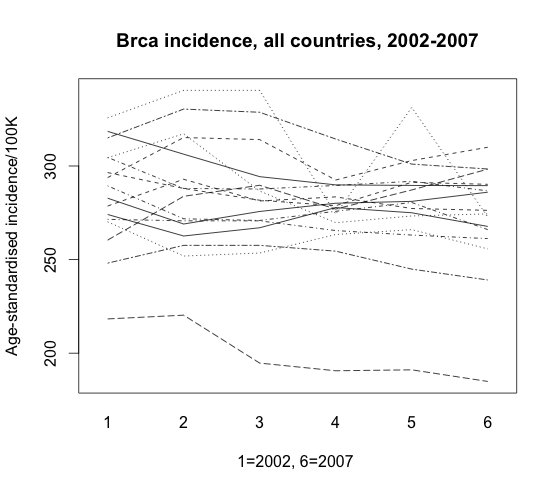 Brca incidence, all countries, 2002-2007
Age-standardised incidence/100K
300
250
200
1 2 3 4 5 6
1=2002, 6=2007